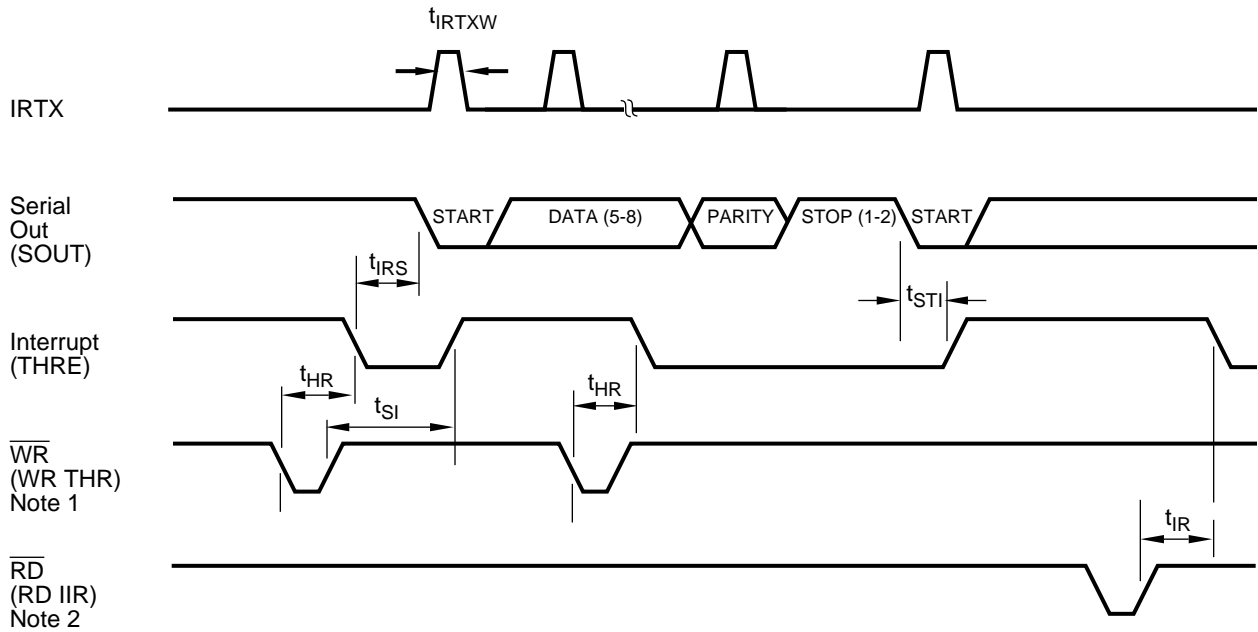 tIRTXW
IRTX
Serial
Out
(SOUT)
START
DATA (5-8)
PARITY
STOP (1-2)
START
tIRS
tSTI
Interrupt
(THRE)
tHR
tSI
tHR
WR
(WR THR)
Note 1
tIR
RD
(RD IIR)
Note 2